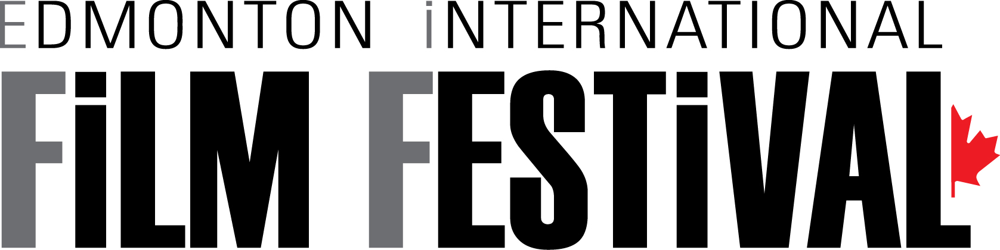 EDMONTON iNTERNATIONAL
FiLM FESTiVAL